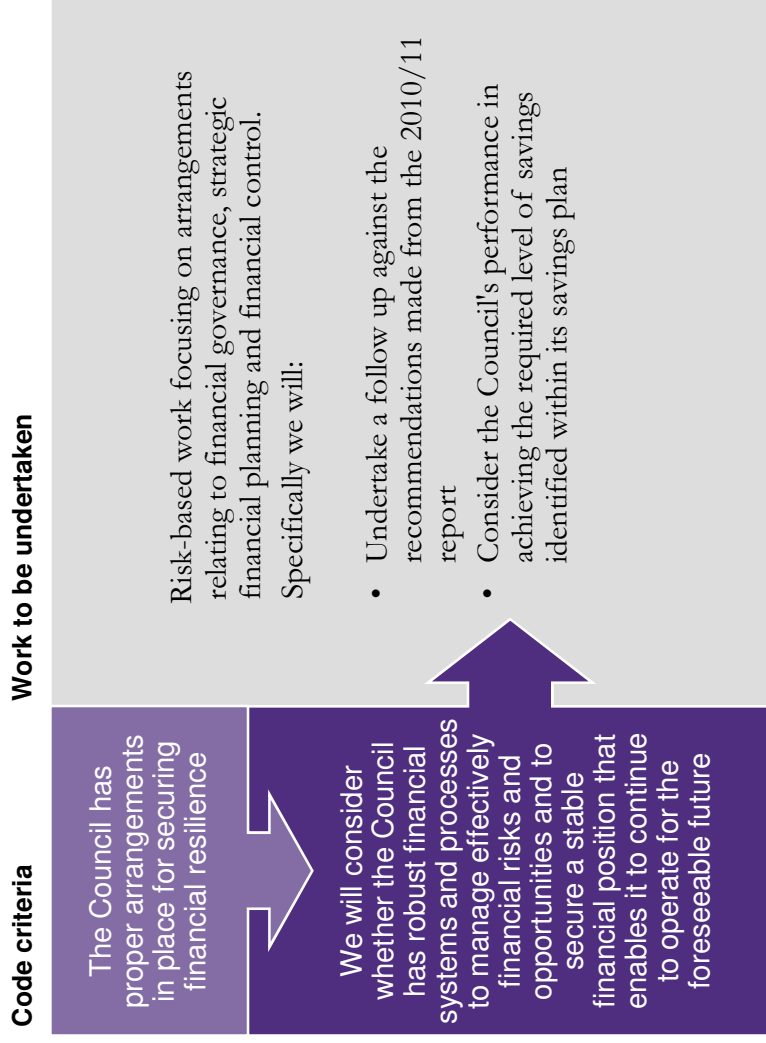 Code criteria
Work to be undertaken
The Council has
proper arrangements
in place for securing
financial resilience
We will consider
whether the Council
has robust financial
systems and processes
to manage effectively
financial risks and
opportunities and to
secure a stable
financial position that
enables it to continue
to operate for the
foreseeable future
Risk-based work focusing on arrangements
relating to financial governance, strategic
financial planning and financial control.
Specifically we will:
• Undertake a follow up against the
recommendations made from the 2010/11
report
• Consider the Council's performance in
achieving the required level of savings
identified within its savings plan